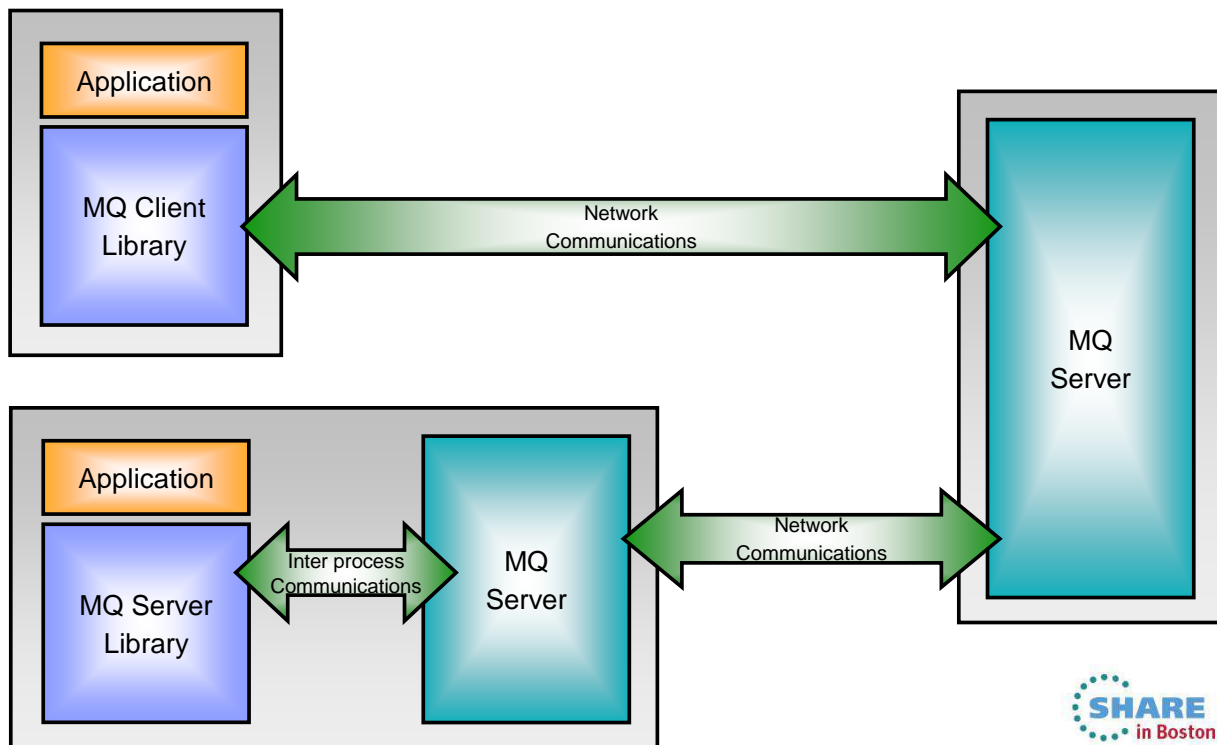 Application
MQ Client
Library
Network
Communications
MQ
Server
Application
MQ Server
Library
Inter process
Communications
MQ
Server
Network
Communications
SHARE
in Boston